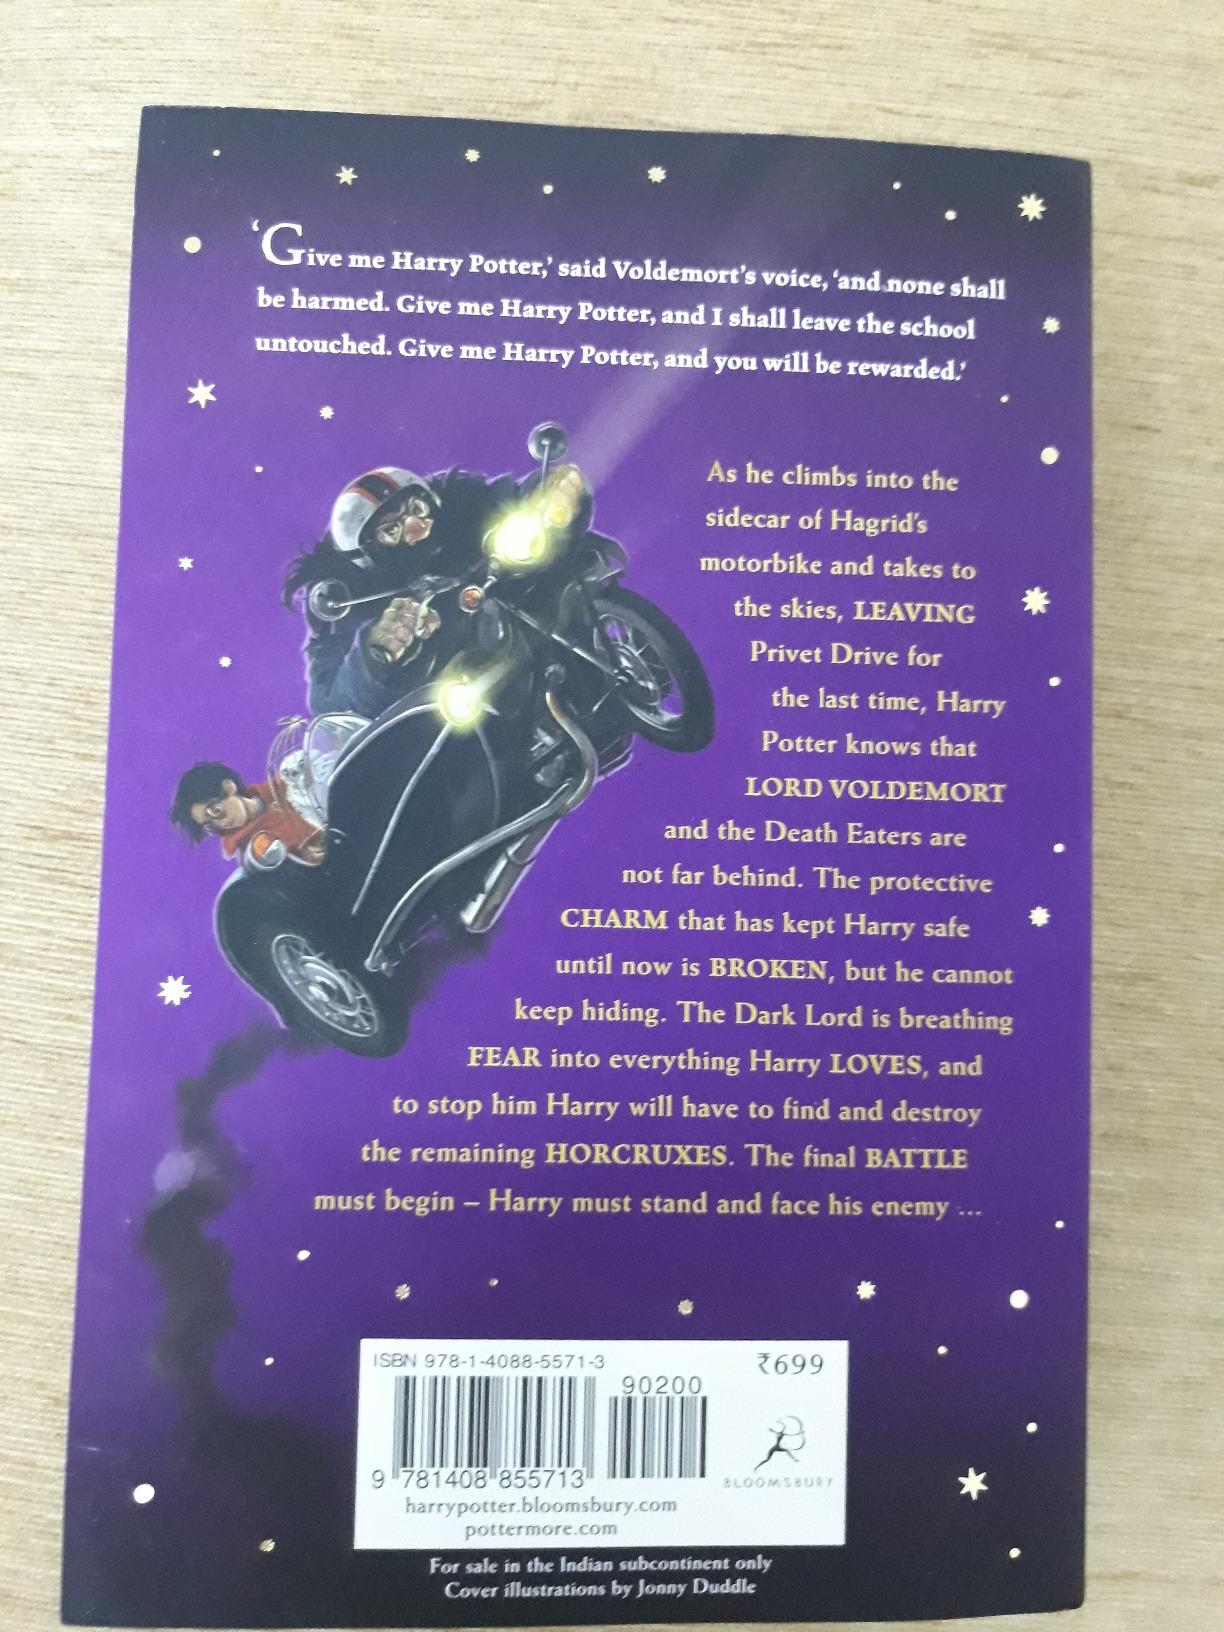 ‘Give me Harry Potter,’ said Voldemort’s voice, ‘and none shall
be harmed. Give me Harry Potter, and I shall leave the school
untouched. Give me Harry Potter, and you will be rewarded.’
As he climbs into the
sidecar of Hagrid’s
motorbike and takes to
the skies, LEAVING
Privet Drive for
the last time, Harry
Potter knows that
LORD VOLDEMORT
and the Death Eaters are
not far behind. The protective
CHARM that has kept Harry safe
until now is BROKEN, but he cannot
keep hiding. The Dark Lord is breathing
FEAR into everything Harry LOVES, and
to stop him Harry will have to find and destroy
the remaining HORCRUXES. The final BATTLE
must begin – Harry must stand and face his enemy ...
ISBN 978-1-4088-5571-3
₹699
90200
9 781408 855713
BLOOMSBURY
harrypotter.bloomsbury.com
pottermore.com
For sale in the Indian subcontinent only
Cover illustrations by Jonny Duddle